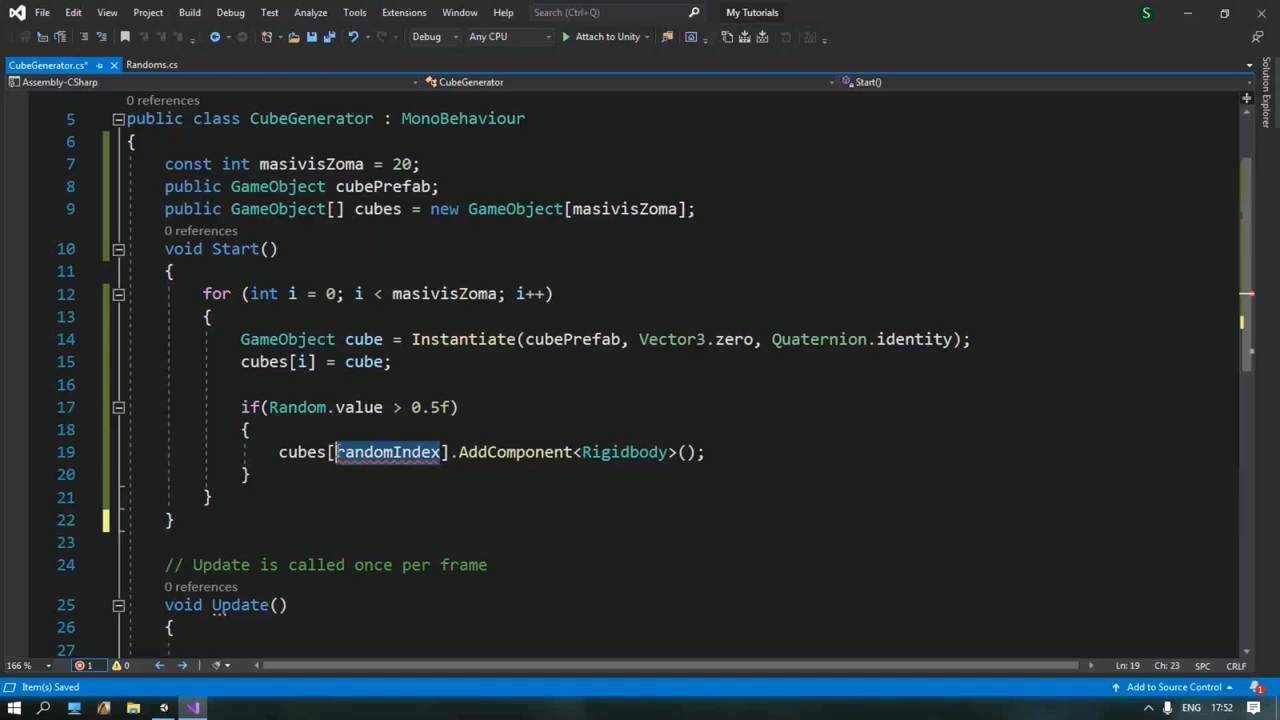 File Edit View Git Project Build Debug Test Analyze Tools Extensions Window Help Search (Ctrl+Q) My Tutorials S
Debug Any CPU Attach to Unity
CubeGenerator.cs* Randoms.cs
Assembly-CSharp CubeGenerator Start()
0 references
5 public class CubeGenerator : MonoBehaviour
6 {
7 const int masivisZoma = 20;
8 public GameObject cubePrefab;
9 public GameObject[] cubes = new GameObject[masivisZoma];
0 references
10 void Start()
11 {
12 for (int i = 0; i < masivisZoma; i++)
13 {
14 GameObject cube = Instantiate(cubePrefab, Vector3.zero, Quaternion.identity);
15 cubes[i] = cube;
16
17 if(Random.value > 0.5f)
18 {
19 cubes[randomIndex].AddComponent<Rigidbody>();
20 }
21 }
22 }
23
24 // Update is called once per frame
0 references
25 void Update()
26 {
27
166 % 1 0 Ln: 19 Ch: 23 SPC CRLF
Item(s) Saved Add to Source Control 1
ENG 17:52
Solution Explorer